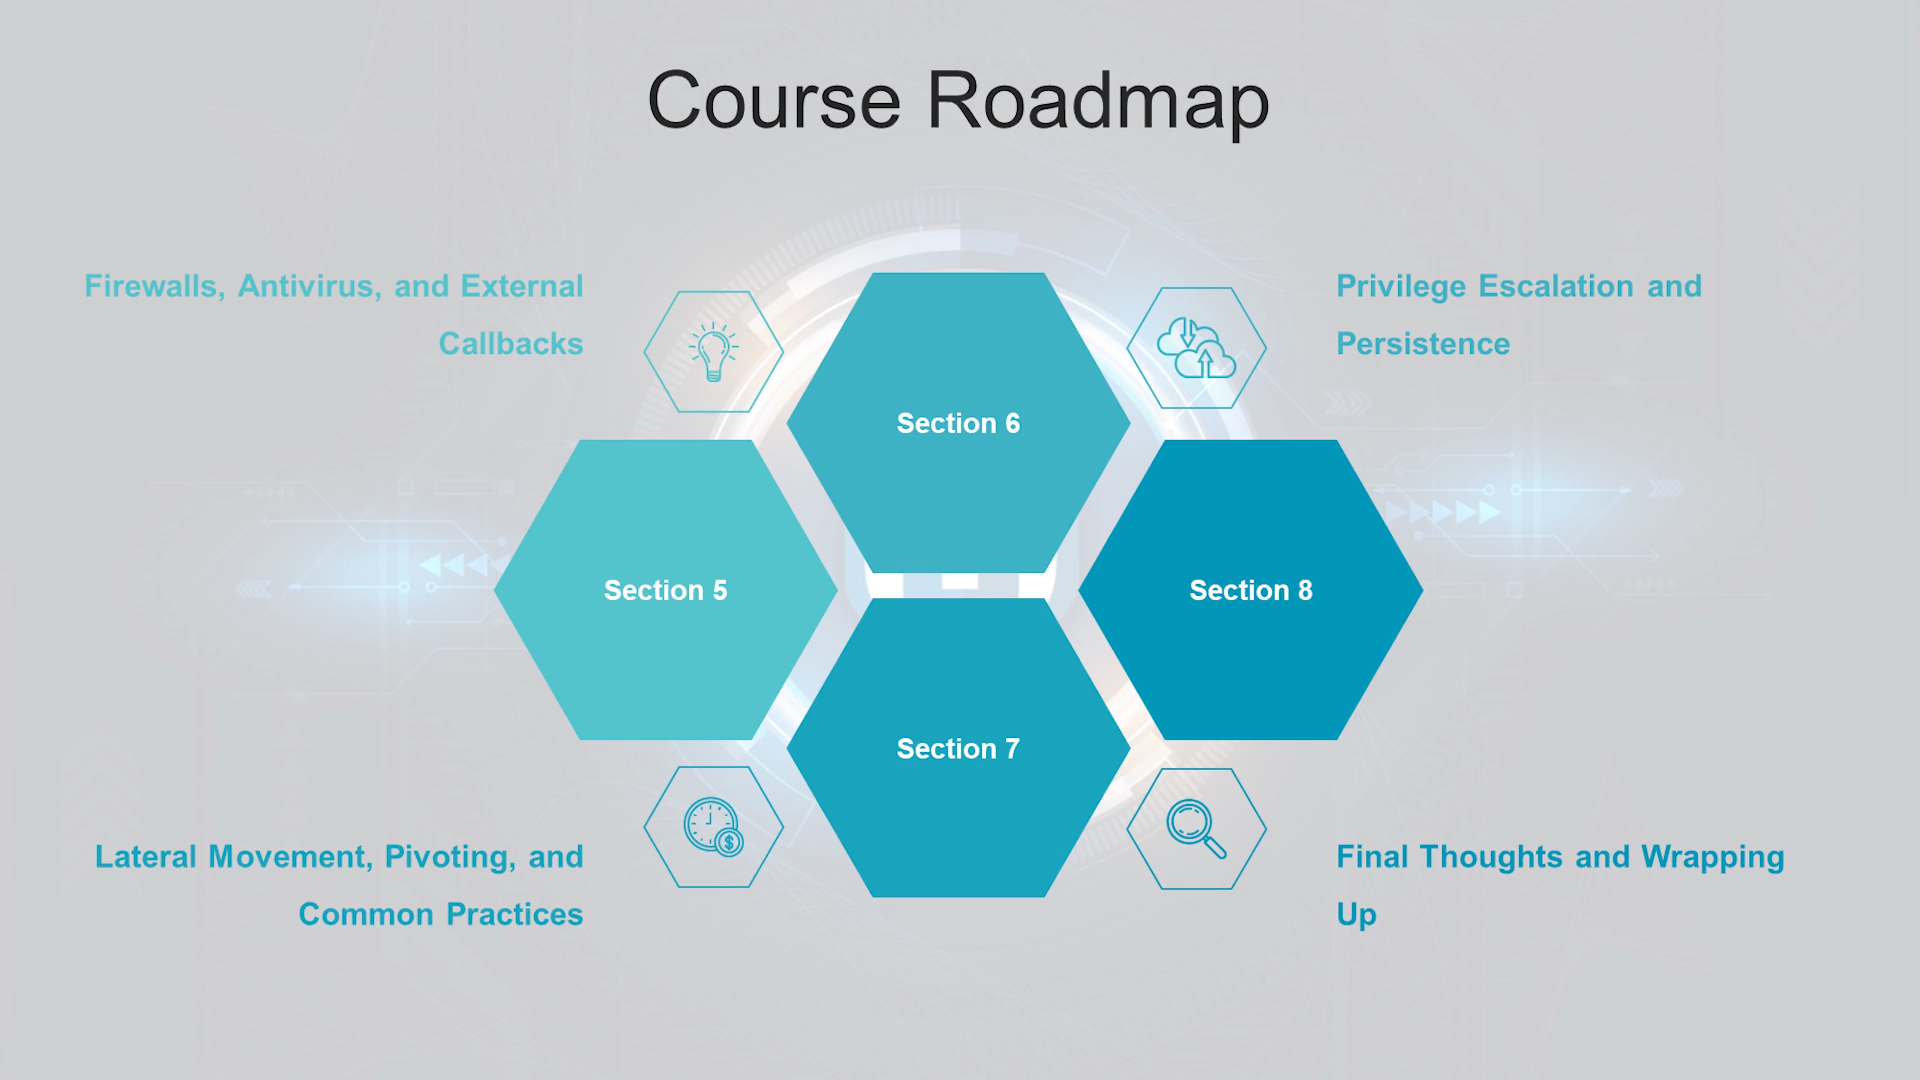 Course Roadmap
Firewalls, Antivirus, and External
Callbacks
Privilege Escalation and
Persistence
Section 6
Section 5
Section 8
Section 7
$
Lateral Movement, Pivoting, and
Common Practices
Final Thoughts and Wrapping
Up